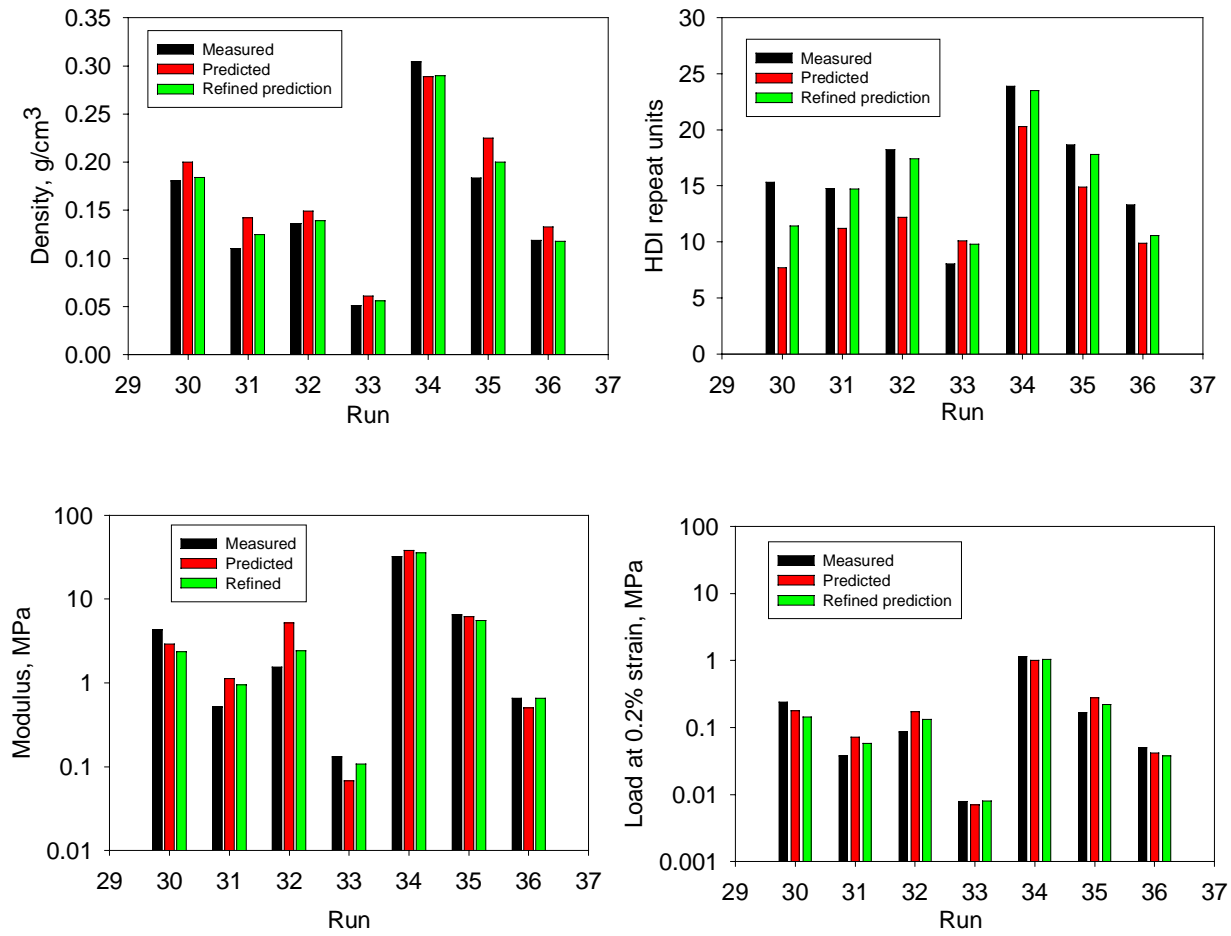 0.35
0.30
0.25
0.20
0.15
0.10
0.05
0.00
Density, g/cm³
Measured
Predicted
Refined prediction
29 30 31 32 33 34 35 36 37
Run
30
25
20
15
10
5
0
HDI repeat units
Measured
Predicted
Refined prediction
29 30 31 32 33 34 35 36 37
Run
100
10
1
0.1
0.01
Modulus, MPa
Measured
Predicted
Refined
29 30 31 32 33 34 35 36 37
Run
100
10
1
0.1
0.01
0.001
Load at 0.2% strain, MPa
Measured
Predicted
Refined prediction
29 30 31 32 33 34 35 36 37
Run